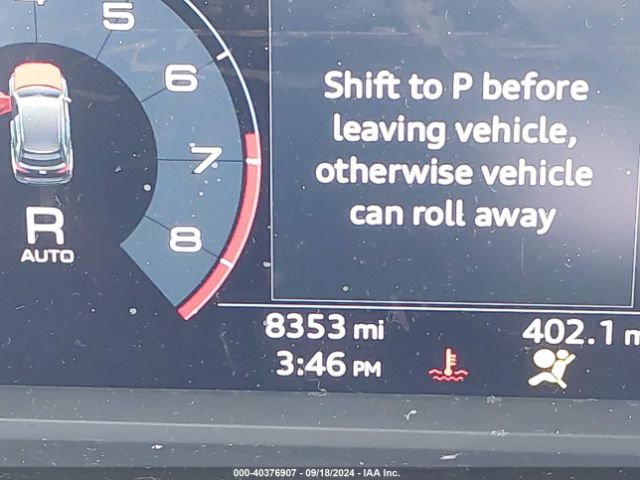 5
6
7
8
R
AUTO
Shift to P before
leaving vehicle,
otherwise vehicle
can roll away
8353 mi
402.1
3:46 PM
000-40376907 - 09/18/2024 - IAA Inc.